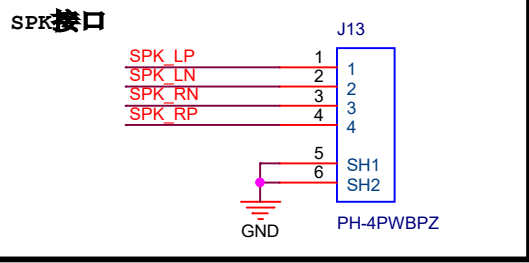 SPK接口
J13
SPK_LP 1 1
SPK_LN 2 2
SPK_RN 3 3
SPK_RP 4 4
5 SH1
6 SH2
GND
PH-4PWBPZ